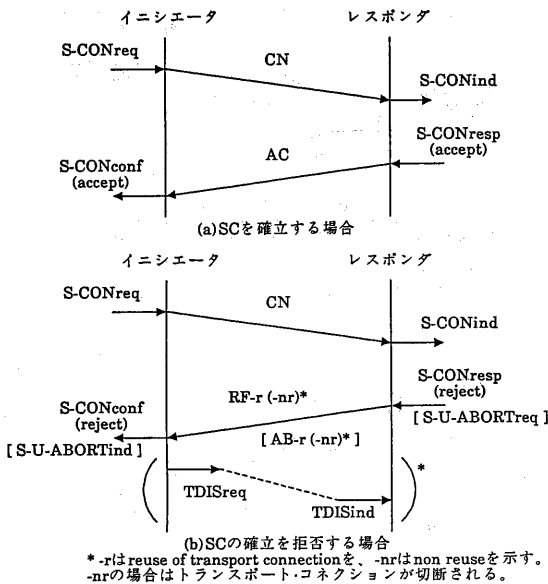 イニシエータ レスポンダ
S-CONreq
CN
S-CONind
S-CONresp
(accept)
AC
S-CONconf
(accept)
(a)SCを確立する場合
イニシエータ レスポンダ
S-CONreq
CN
S-CONind
S-CONresp
(reject)
RF-r (-nr)*
S-CONconf
(reject)
[ S-U-ABORTreq ]
[ S-U-ABORTind ]
[ AB-r (-nr)* ]
*
TDISreq
TDISind
(b)SCの確立を拒否する場合
* -rはreuse of transport connectionを、-nrはnon reuseを示す。
-nrの場合はトランスポート・コネクションが切断される。